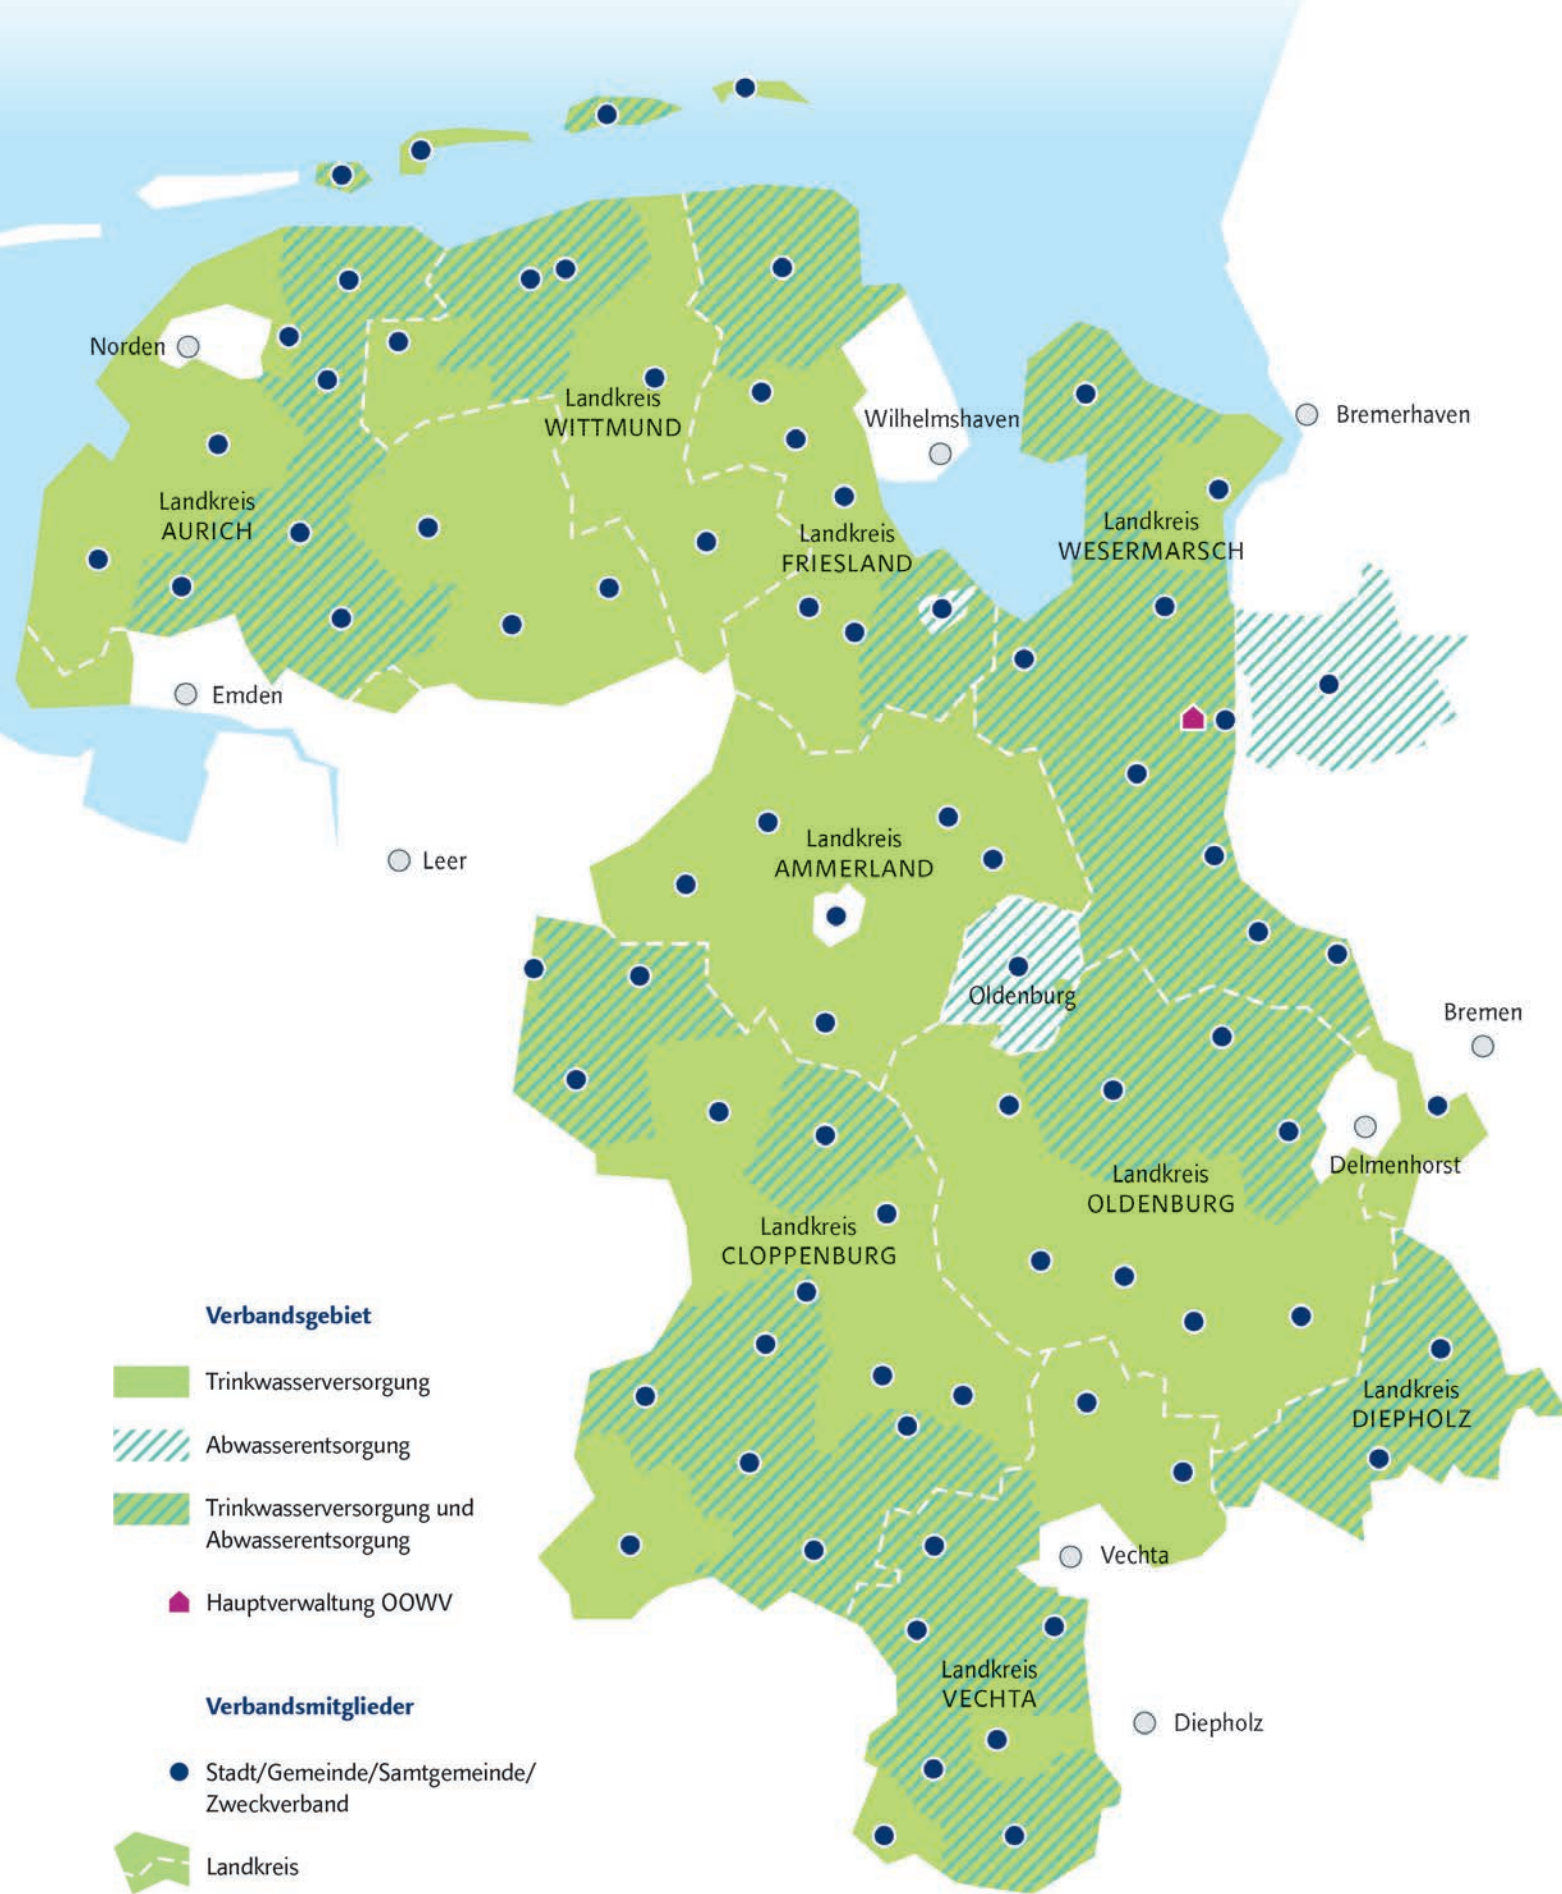 Norden
Landkreis
WITTMUND
Wilhelmshaven
Bremerhaven
Landkreis
AURICH
Landkreis
FRIESLAND
Landkreis
WESERMARSCH
Emden
Leer
Landkreis
AMMERLAND
Oldenburg
Bremen
Delmenhorst
Landkreis
OLDENBURG
Landkreis
CLOPPENBURG
Landkreis
DIEPHOLZ
Vechta
Landkreis
VECHTA
Diepholz
Verbandsgebiet
Trinkwasserversorgung
Abwasserentsorgung
Trinkwasserversorgung und
Abwasserentsorgung
Hauptverwaltung OOWV
Verbandsmitglieder
Stadt/Gemeinde/Samtgemeinde/
Zweckverband
Landkreis